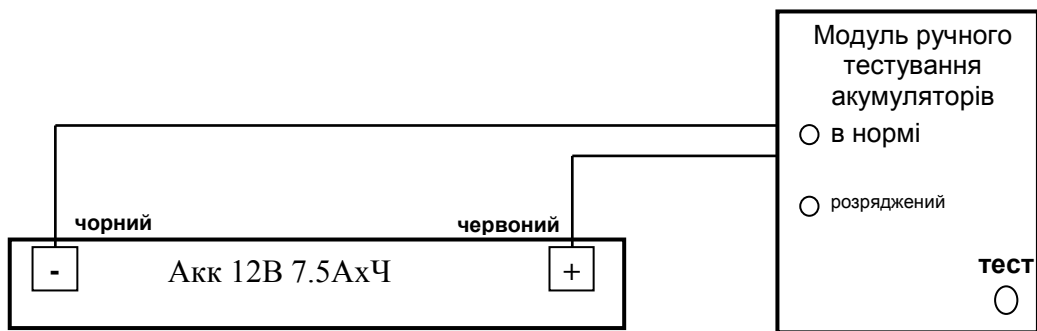 Модуль ручного
тестування
акумуляторів
в нормі
розряджений
тест
чорний
червоний
-
Акк 12В 7.5АхЧ
+